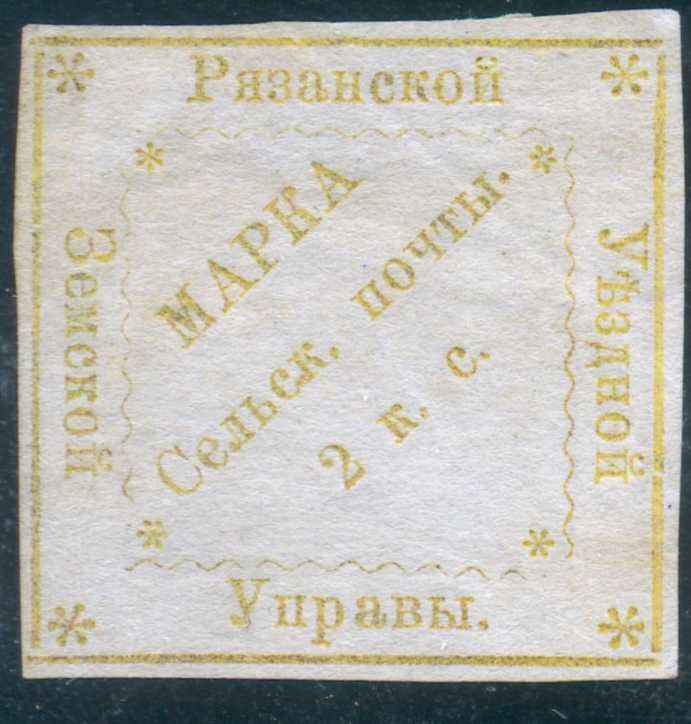 Рязанской
Уѣздной
Земской
Управы.
МАРКА
Сельск. почты.
2 к. с.